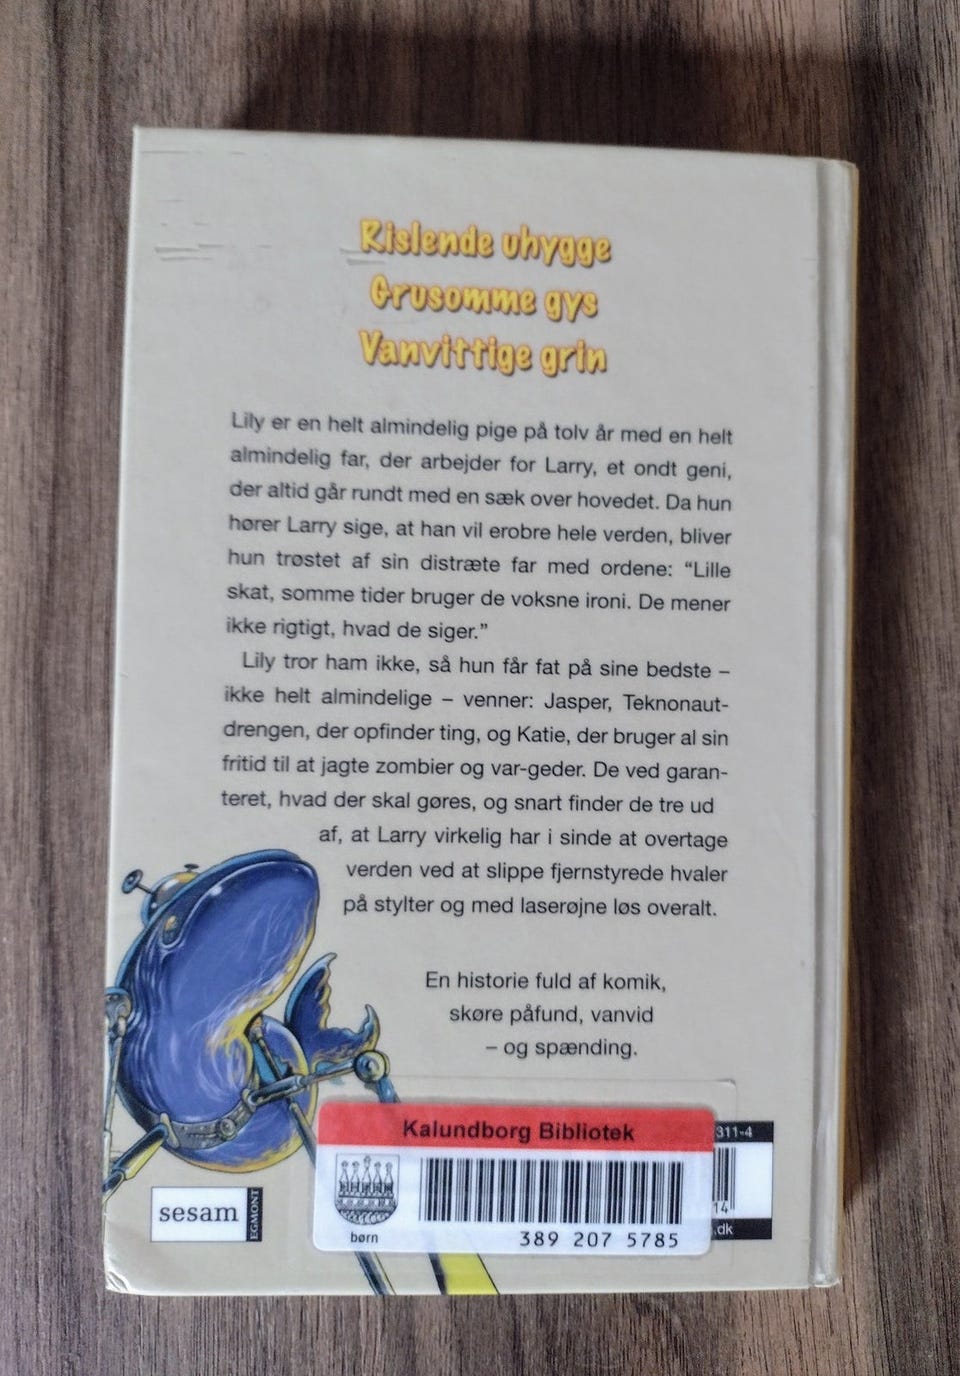 Rislende uhygge
Grusomme gys
Vanvittige grin
Lily er en helt almindelig pige på tolv år med en helt
almindelig far, der arbejder for Larry, et ondt geni,
der altid går rundt med en sæk over hovedet. Da hun
hører Larry sige, at han vil erobre hele verden, bliver
hun trøstet af sin distræte far med ordene: “Lille
skat, somme tider bruger de voksne ironi. De mener
ikke rigtigt, hvad de siger.”
Lily tror ham ikke, så hun får fat på sine bedste –
ikke helt almindelige – venner: Jasper, Teknonaut-
drengen, der opfinder ting, og Katie, der bruger al sin
fritid til at jagte zombier og var-geder. De ved garan-
teret, hvad der skal gøres, og snart finder de tre ud
af, at Larry virkelig har i sinde at overtage
verden ved at slippe fjernstyrede hvaler
på stylter og med laserøjne løs overalt.
En historie fuld af komik,
skøre påfund, vanvid
– og spænding.
Kalundborg Bibliotek
311-4
børn
389 207 5785
14
.dk
sesam
EGMONT